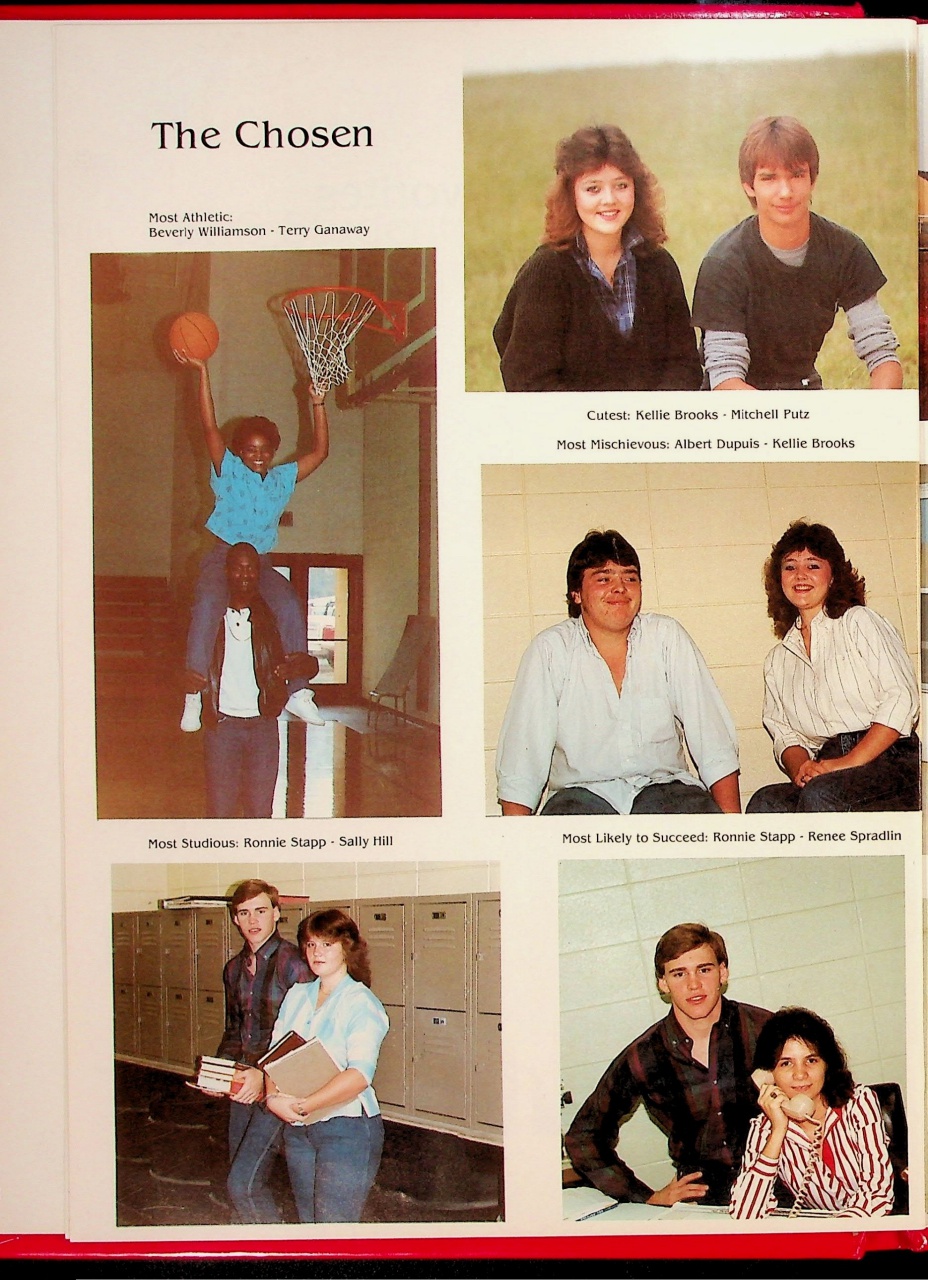 The Chosen
Most Athletic:
Beverly Williamson - Terry Ganaway
Cutest: Kellie Brooks - Mitchell Putz
Most Mischievous: Albert Dupuis - Kellie Brooks
Most Studious: Ronnie Stapp - Sally Hill
Most Likely to Succeed: Ronnie Stapp - Renee Spradlin